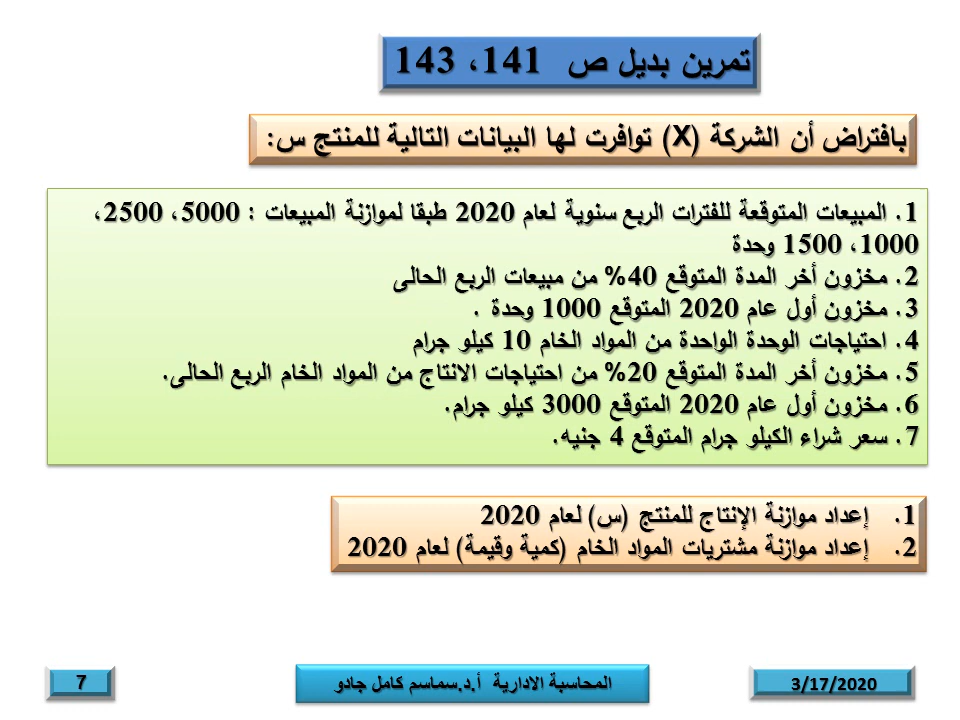 تمرين بديل ص 141، 143
بافتراض أن الشركة (X) توافرت لها البيانات التالية للمنتج س:
1. المبيعات المتوقعة للفترات الربع سنوية لعام 2020 طبقا لموازنة المبيعات : 5000، 2500،
1000، 1500 وحدة
2. مخزون أخر المدة المتوقع 40% من مبيعات الربع الحالى
3. مخزون أول عام 2020 المتوقع 1000 وحدة .
4. احتياجات الوحدة الواحدة من المواد الخام 10 كيلو جرام
5. مخزون أخر المدة المتوقع 20% من احتياجات الانتاج من المواد الخام الربع الحالى.
6. مخزون أول عام 2020 المتوقع 3000 كيلو جرام.
7. سعر شراء الكيلو جرام المتوقع 4 جنيه.
1. إعداد موازنة الإنتاج للمنتج (س) لعام 2020
2. إعداد موازنة مشتريات المواد الخام (كمية وقيمة) لعام 2020
7
المحاسبة الادارية أ.د.سماسم كامل جادو
3/17/2020